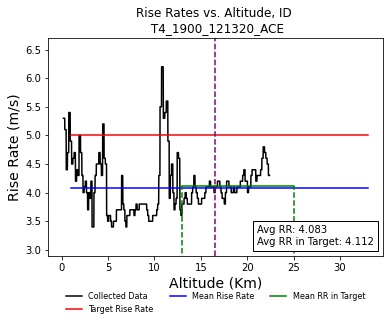 Rise Rates vs. Altitude, ID
T4_1900_121320_ACE
Rise Rate (m/s)
6.5
6.0
5.5
5.0
4.5
4.0
3.5
3.0
Avg RR: 4.083
Avg RR in Target: 4.112
0 5 10 15 20 25 30
Altitude (Km)
Collected Data Mean Rise Rate Mean RR in Target
Target Rise Rate